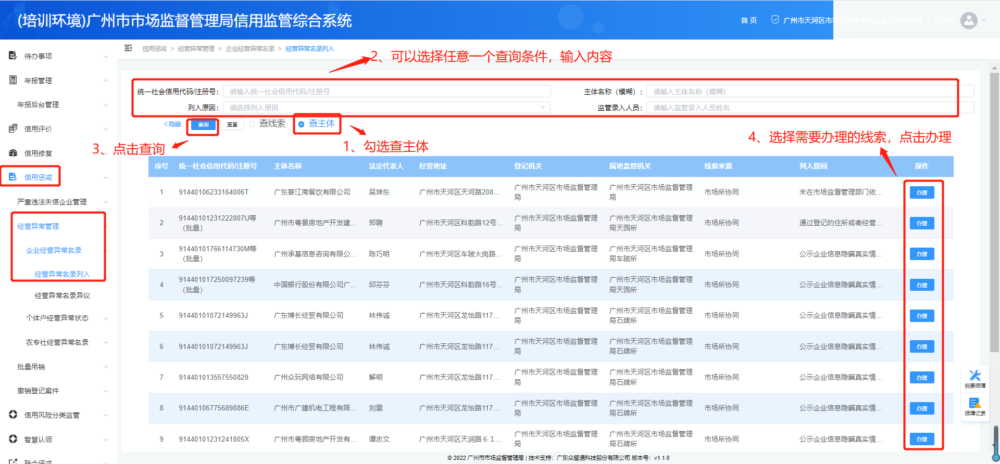 (培训环境)广州市市场监督管理局信用监管综合系统
首页
广州市天河区市场监督管理局企业监督管理科
待办事项
年报管理
年报后台管理
信用评价
信用修复
信用惩戒
严重违法失信企业管理
经营异常管理
企业经营异常名录
经营异常名录列入
经营异常名录异议
个体户经营异常状态
农专社经营异常名录
批量吊销
撤销登记案件
信用风险分类监管
智慧认领
联合惩戒
信用惩戒 > 经营异常管理 > 企业经营异常名录 > 经营异常名录列入
2、可以选择任意一个查询条件，输入内容
统一社会信用代码/注册号： 请输入统一社会信用代码/注册号 主体名称（模糊）： 请输入主体名称（模糊）
列入原因： 请选择列入原因 监管录入人员： 请输入监管录入人员姓名
«隐藏 查询 重置 查线索 查主体
3、点击查询
1、勾选查主体
4、选择需要办理的线索，点击办理
序号 统一社会信用代码/注册号 主体名称 法定代表人 经营地址 登记机关 属地监管机关 线索来源 列入原因 操作
1 91440106233164006T 广东宴江南餐饮有限公司 吴坤东 广州市天河区天河路208... 广州市天河区市场监督管理局 广州市天河区市场监督管理局 市场所协同 未在市场监督管理部门依... 办理
2 91440101231222807U等（批量） 广州市粤景房地产开发建... 郑聘 广州市天河区科韵路12号... 广州市天河区市场监督管理局 广州市天河区市场监督管理局天园所 市场所协同 通过登记的住所或者经营... 办理
3 91440101766114730M等（批量） 广州承基信息咨询有限公... 陈巧明 广州市天河区车陂大岗路... 广州市天河区市场监督管理局 广州市天河区市场监督管理局车陂所 市场所协同 公示企业信息隐瞒真实情... 办理
4 914401017250097239等（批量） 中国银行股份有限公司广... 邱芬芬 广州市天河区科韵路16号... 广州市天河区市场监督管理局 广州市天河区市场监督管理局天园所 市场所协同 公示企业信息隐瞒真实情... 办理
5 91440101072149963J 广东博长经贸有限公司 林伟诚 广州市天河区龙怡路117... 广州市天河区市场监督管理局 广州市天河区市场监督管理局石牌所 市场所协同 公示企业信息隐瞒真实情... 办理
6 91440101072149963J 广东博长经贸有限公司 林伟诚 广州市天河区龙怡路117... 广州市天河区市场监督管理局 广州市天河区市场监督管理局石牌所 市场所协同 公示企业信息隐瞒真实情... 办理
7 914401013557550829 广州众玩网络有限公司 解明 广州市天河区龙怡路117... 广州市天河区市场监督管理局 广州市天河区市场监督管理局石牌所 市场所协同 公示企业信息隐瞒真实情... 办理
8 91440106775689886E 广州市广建机电工程有限... 刘雯 广州市天河区龙怡路117... 广州市天河区市场监督管理局 广州市天河区市场监督管理局石牌所 市场所协同 公示企业信息隐瞒真实情... 办理
9 91440101231241805X 广州市粤顾房地产开发有... 谭志文 广州市天河区天润路６１... 广州市天河区市场监督管理局 广州市天河区市场监督管理局石牌所 市场所协同 公示企业信息隐瞒真实情... 办理
我要报障
报障记录
© 2022 广州市市场监督管理局 | 技术支持：广东众望通科技股份有限公司 版本号：v1.1.0